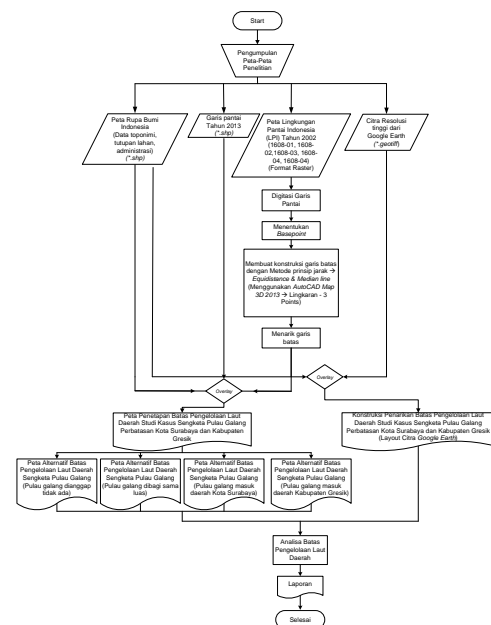 Start
Pengumpulan
Peta-Peta
Penelitian
Peta Rupa Bumi
Indonesia
(Data toponimi,
tutupan lahan,
administrasi)
(*.shp)
Garis pantai
Tahun 2013
(*.shp)
Peta Lingkungan
Pantai Indonesia
(LPI) Tahun 2002
(1608-01, 1608-
02,1608-03, 1608-
04, 1608-04)
(Format Raster)
Citra Resolusi
tinggi dari
Google Earth
(*.geotiff)
Digitasi Garis
Pantai
Menentukan
Basepoint
Membuat konstruksi garis batas
dengan Metode prinsip jarak →
Equidistance & Median line
(Menggunakan AutoCAD Map
3D 2013 → Lingkaran - 3
Points)
Menarik garis
batas
Overlay
Overlay
Peta Penetapan Batas Pengelolaan Laut
Daerah Studi Kasus Sengketa Pulau Galang
Perbatasan Kota Surabaya dan Kabupaten
Gresik
Konstruksi Penarikan Batas Pengelolaan Laut
Daerah Studi Kasus Sengketa Pulau Galang
Perbatasan Kota Surabaya dan Kabupaten Gresik
(Layout Citra Google Earth)
Peta Alternatif Batas
Pengelolaan Laut Daerah
Sengketa Pulau Galang
(Pulau galang dianggap
tidak ada)
Peta Alternatif Batas
Pengelolaan Laut Daerah
Sengketa Pulau Galang
(Pulau galang dibagi sama
luas)
Peta Alternatif Batas
Pengelolaan Laut Daerah
Sengketa Pulau Galang
(Pulau galang masuk
daerah Kota Surabaya)
Peta Alternatif Batas
Pengelolaan Laut Daerah
Sengketa Pulau Galang
(Pulau galang masuk
daerah Kabupaten Gresik)
Analisa Batas
Pengelolaan Laut
Daerah
Laporan
Selesai